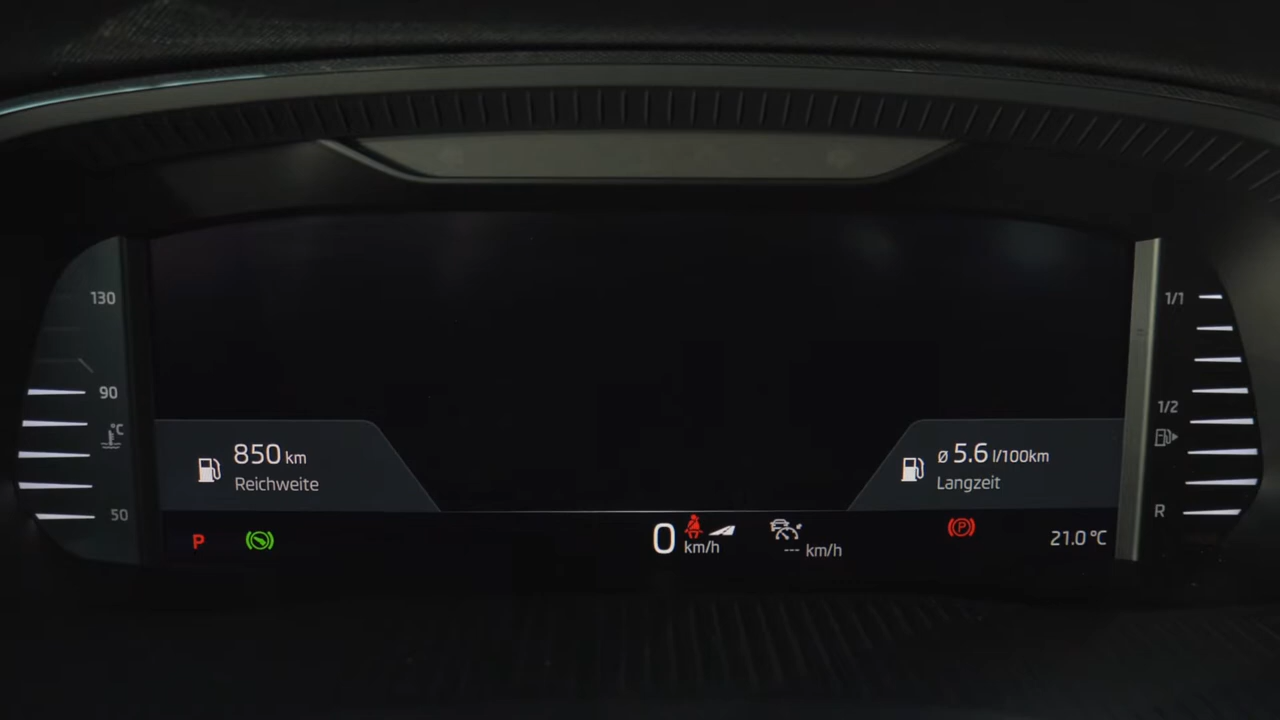 130
90
°C
50
850 km
Reichweite
P
0 km/h
--- km/h
ø 5.6 l/100km
Langzeit
(P)
21.0 °C
1/1
1/2
R